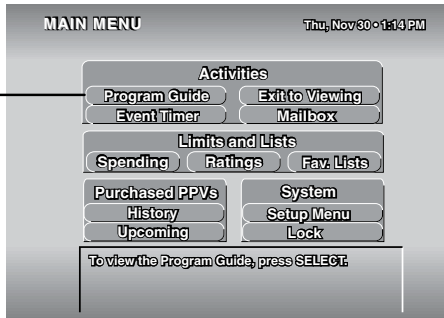 MAIN MENU Thu, Nov 30 • 1:14 PM
Activities
Program Guide Exit to Viewing
Event Timer Mailbox
Limits and Lists
Spending Ratings Fav. Lists
Purchased PPVs System
History Setup Menu
Upcoming Lock
To view the Program Guide, press SELECT.